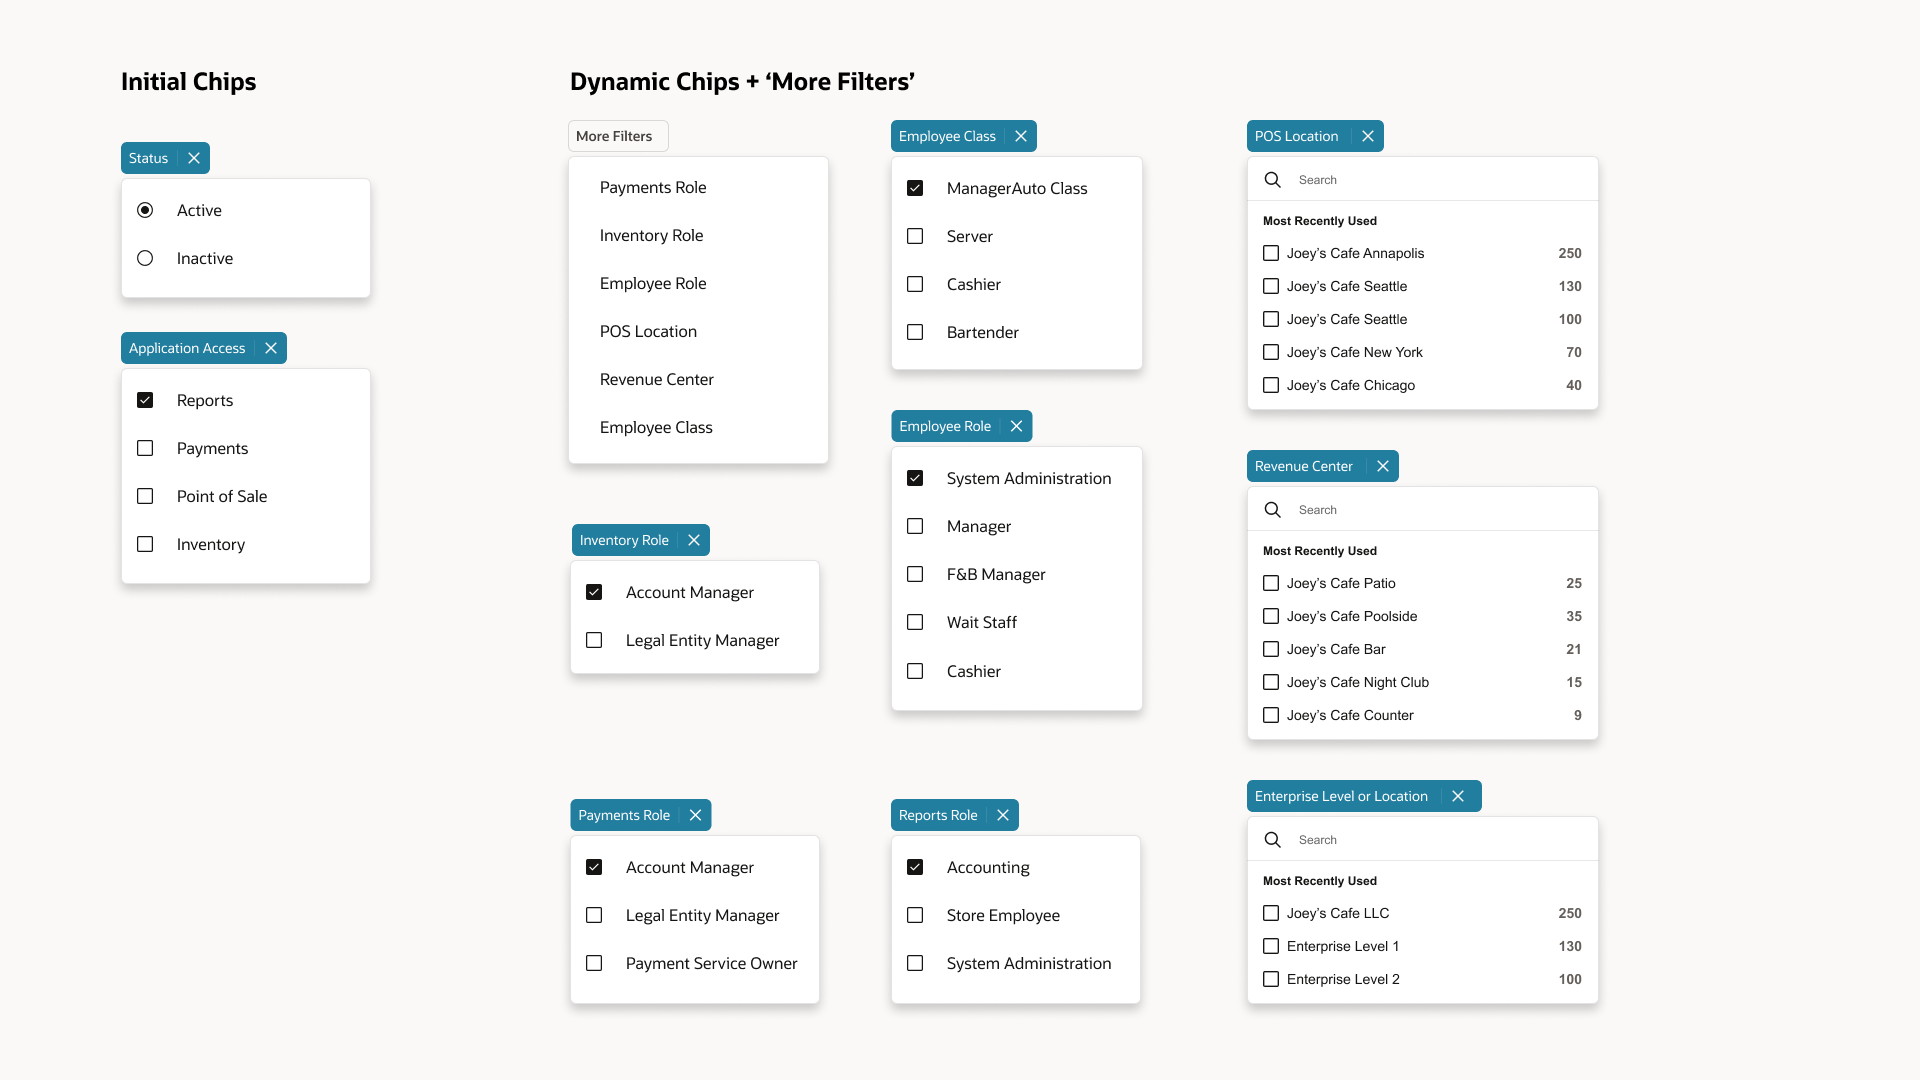 Initial Chips
Status
Active
Inactive
Application Access
Reports
Payments
Point of Sale
Inventory
Dynamic Chips + ‘More Filters’
More Filters
Payments Role
Inventory Role
Employee Role
POS Location
Revenue Center
Employee Class
Inventory Role
Account Manager
Legal Entity Manager
Payments Role
Account Manager
Legal Entity Manager
Payment Service Owner
Employee Class
ManagerAuto Class
Server
Cashier
Bartender
Employee Role
System Administration
Manager
F&B Manager
Wait Staff
Cashier
Reports Role
Accounting
Store Employee
System Administration
POS Location
Search
Most Recently Used
Joey’s Cafe Annapolis 250
Joey’s Cafe Seattle 130
Joey’s Cafe Seattle 100
Joey’s Cafe New York 70
Joey’s Cafe Chicago 40
Revenue Center
Search
Most Recently Used
Joey’s Cafe Patio 25
Joey’s Cafe Poolside 35
Joey’s Cafe Bar 21
Joey’s Cafe Night Club 15
Joey’s Cafe Counter 9
Enterprise Level or Location
Search
Most Recently Used
Joey’s Cafe LLC 250
Enterprise Level 1 130
Enterprise Level 2 100